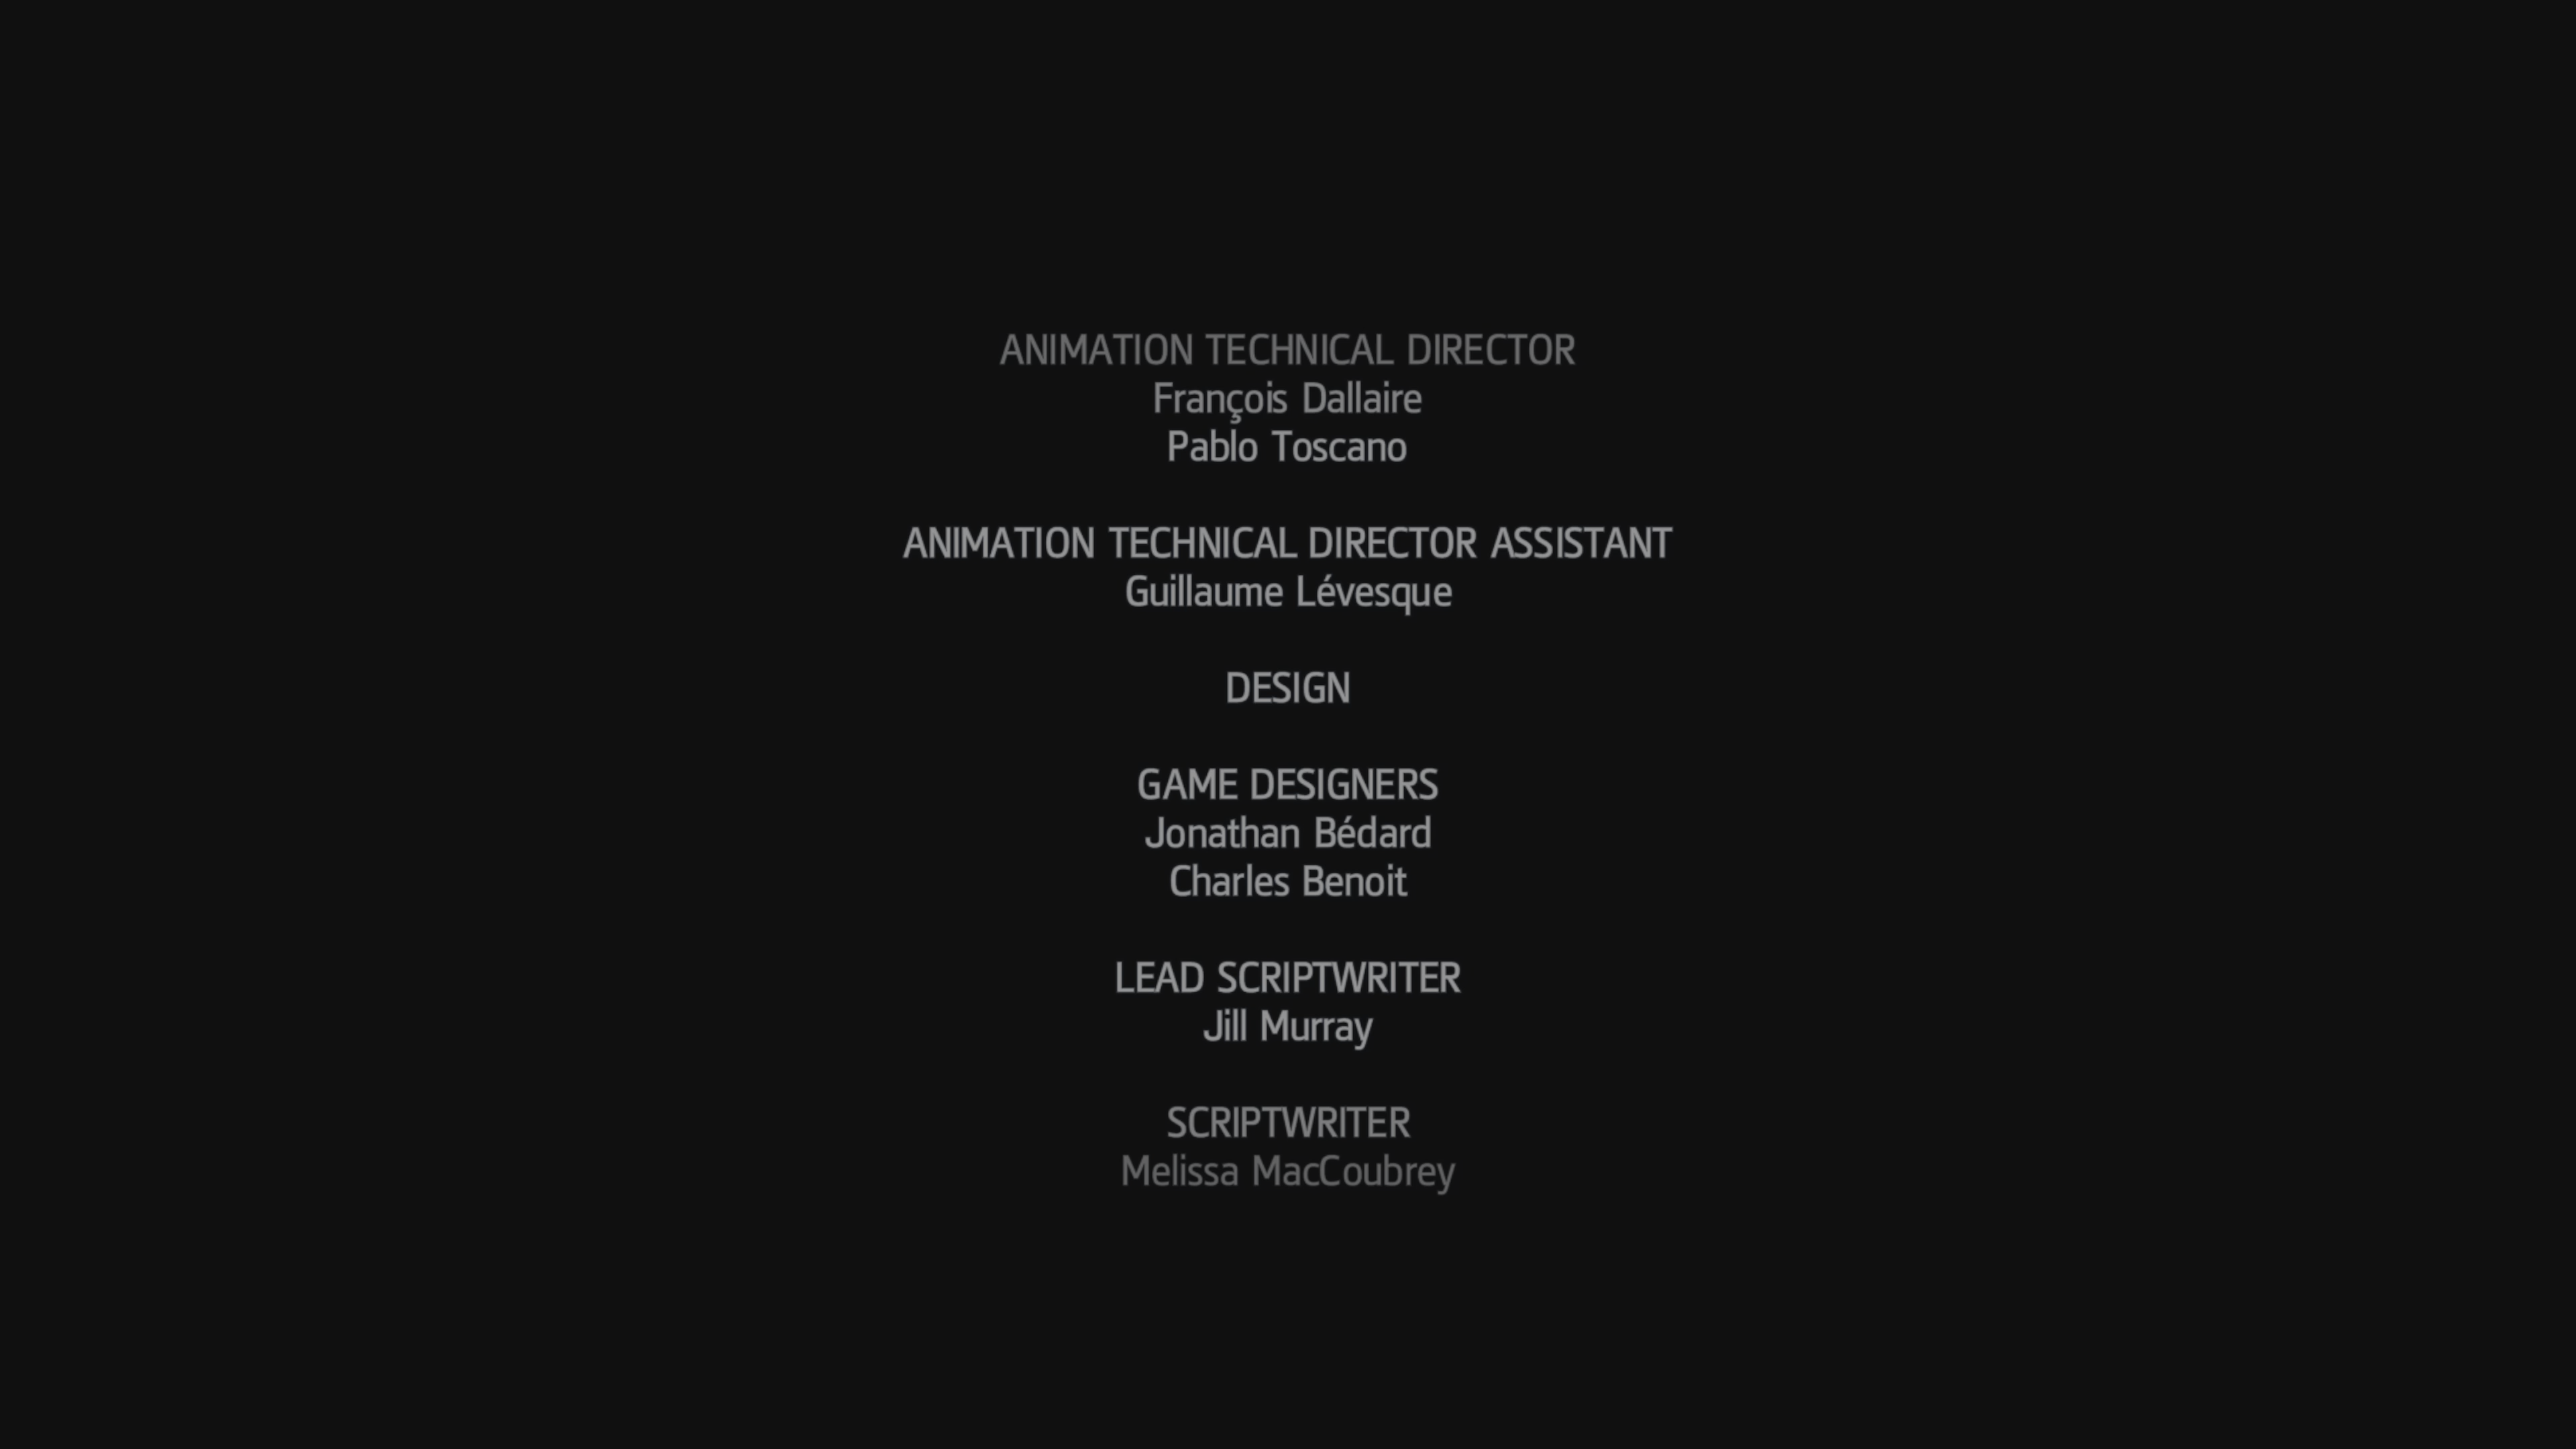 ANIMATION TECHNICAL DIRECTOR
François Dallaire
Pablo Toscano
ANIMATION TECHNICAL DIRECTOR ASSISTANT
Guillaume Lévesque
DESIGN
GAME DESIGNERS
Jonathan Bédard
Charles Benoit
LEAD SCRIPTWRITER
Jill Murray
SCRIPTWRITER
Melissa MacCoubrey